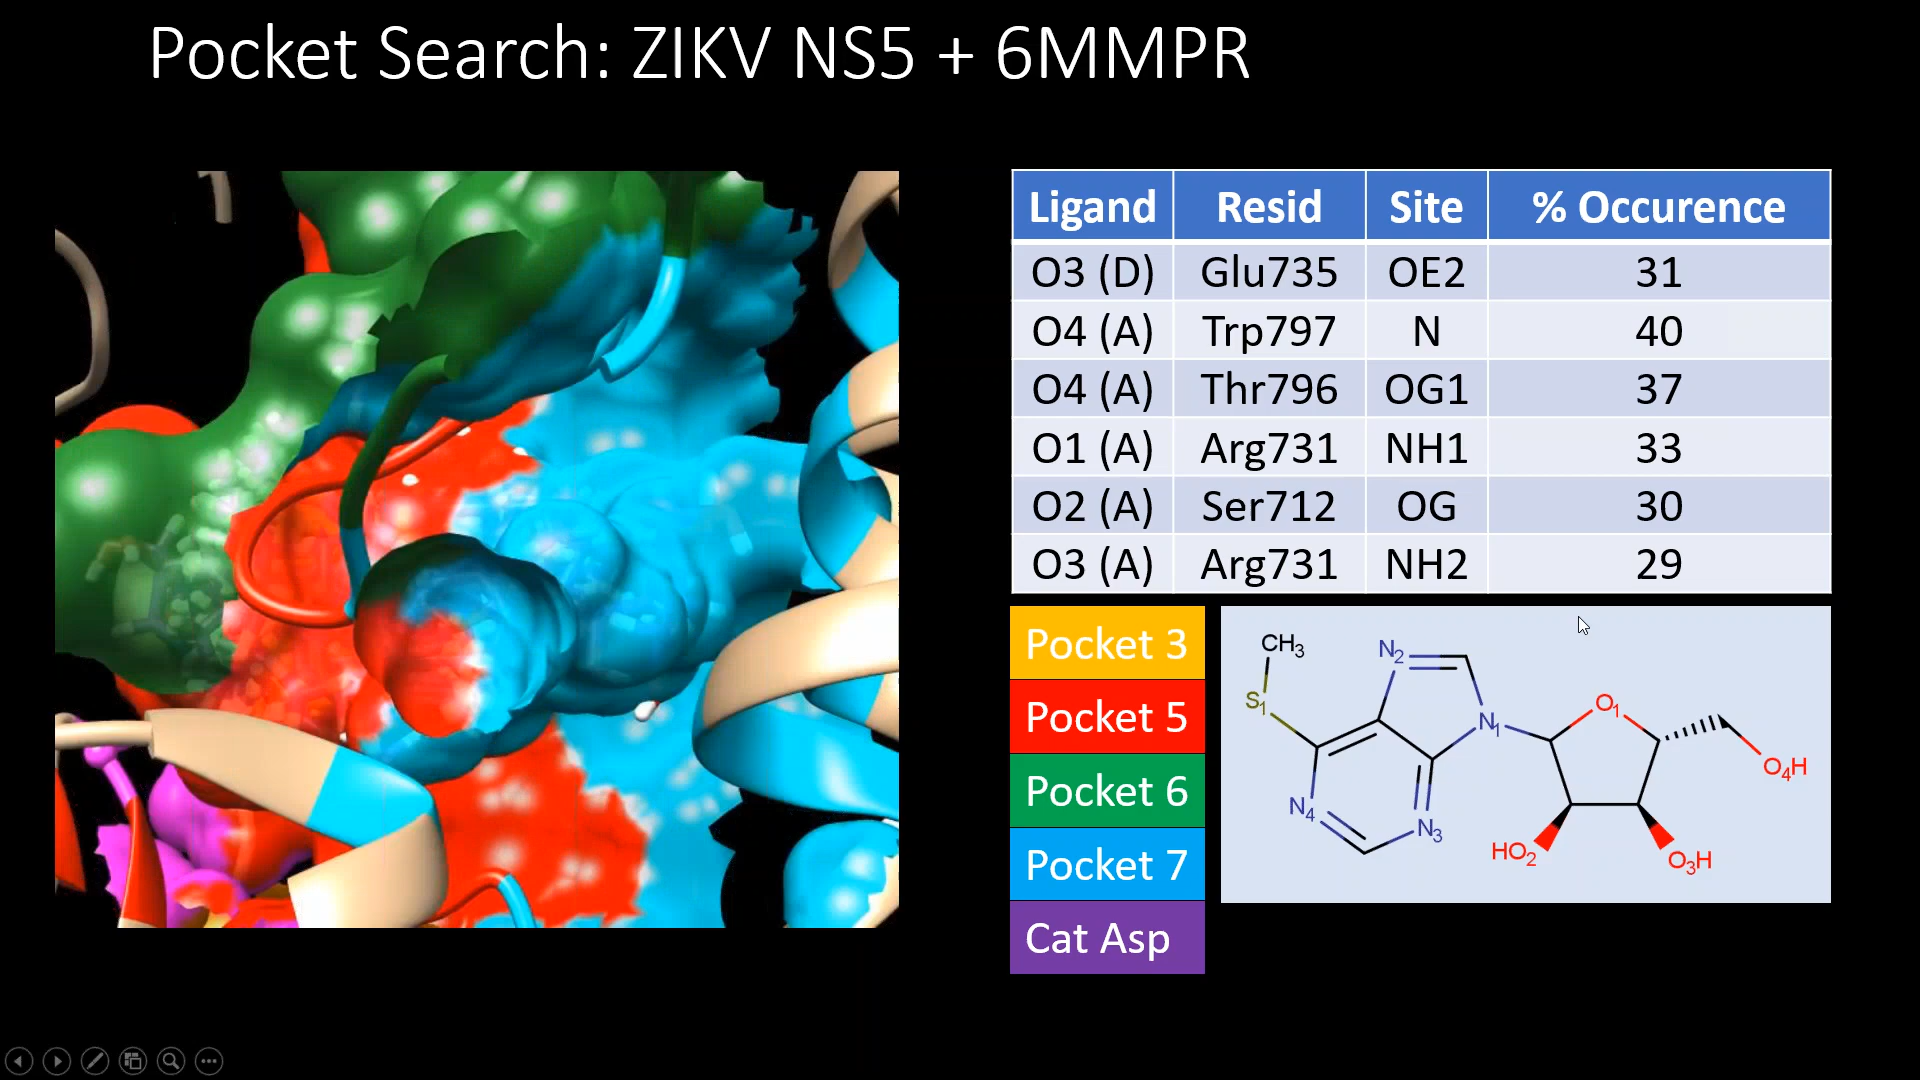 Pocket Search: ZIKV NS5 + 6MMPR
Ligand Resid Site % Occurence
O3 (D) Glu735 OE2 31
O4 (A) Trp797 N 40
O4 (A) Thr796 OG1 37
O1 (A) Arg731 NH1 33
O2 (A) Ser712 OG 30
O3 (A) Arg731 NH2 29
Pocket 3
Pocket 5
Pocket 6
Pocket 7
Cat Asp
CH3
N2
S1
O1
N1
O4H
N4
N3
HO2
O3H